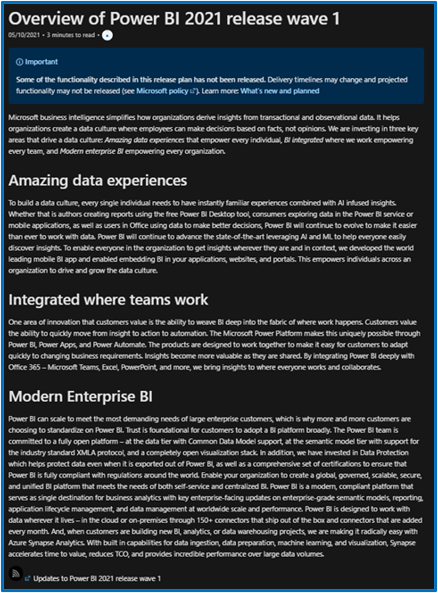 Overview of Power BI 2021 release wave 1
05/10/2021 • 3 minutes to read •
Important
Some of the functionality described in this release plan has not been released. Delivery timelines may change and projected
functionality may not be released (see Microsoft policy). Learn more: What's new and planned
Microsoft business intelligence simplifies how organizations derive insights from transactional and observational data. It helps
organizations create a data culture where employees can make decisions based on facts, not opinions. We are investing in three key
areas that drive a data culture: Amazing data experiences that empower every individual, BI integrated where we work empowering
every team, and Modern enterprise BI empowering every organization.
Amazing data experiences
To build a data culture, every single individual needs to have instantly familiar experiences combined with AI infused insights.
Whether that is authors creating reports using the free Power BI Desktop tool, consumers exploring data in the Power BI service or
mobile applications, as well as users in Office using data to make better decisions, Power BI will continue to evolve to make it easier
than ever to work with data. Power BI will continue to advance the state-of-the-art leveraging AI and ML to help everyone easily
discover insights. To enable everyone in the organization to get insights wherever they are and in context, we developed the world
leading mobile BI app and enabled embedding BI in your applications, websites, and portals. This empowers individuals across an
organization to drive and grow the data culture.
Integrated where teams work
One area of innovation that customers value is the ability to weave BI deep into the fabric of where work happens. Customers value
the ability to quickly move from insight to action to automation. The Microsoft Power Platform makes this uniquely possible through
Power BI, Power Apps, and Power Automate. The products are designed to work together to make it easy for customers to adapt
quickly to changing business requirements. Insights become more valuable as they are shared. By integrating Power BI deeply with
Office 365 – Microsoft Teams, Excel, PowerPoint, and more, we bring insights to where everyone works and collaborates.
Modern Enterprise BI
Power BI can scale to meet the most demanding needs of large enterprise customers, which is why more and more customers are
choosing to standardize on Power BI. Trust is foundational for customers to adopt a BI platform broadly. The Power BI team is
committed to a fully open platform – at the data tier with Common Data Model support, at the semantic model tier with support for
the industry standard XMLA protocol, and a completely open visualization stack. In addition, we have invested in Data Protection
which helps protect data even when it is exported out of Power BI, as well as a comprehensive set of certifications to ensure that
Power BI is fully compliant with regulations around the world. Enable your organization to create a global, governed, scalable, secure,
and unified BI platform that meets the needs of both self-service and centralized BI. Power BI is a modern, compliant platform that
serves as single destination for business analytics with key enterprise-facing updates on enterprise-grade semantic models, reporting,
application lifecycle management, and data management at worldwide scale and performance. Power BI is designed to work with
data wherever it lives – in the cloud or on-premises through 150+ connectors that ship out of the box and connectors that are added
every month. And, when customers are building new BI, analytics, or data warehousing projects, we are making it radically easy with
Azure Synapse Analytics. With built in capabilities for data ingestion, data preparation, machine learning, and visualization, Synapse
accelerates time to value, reduces TCO, and provides incredible performance over large data volumes.
Updates to Power BI 2021 release wave 1